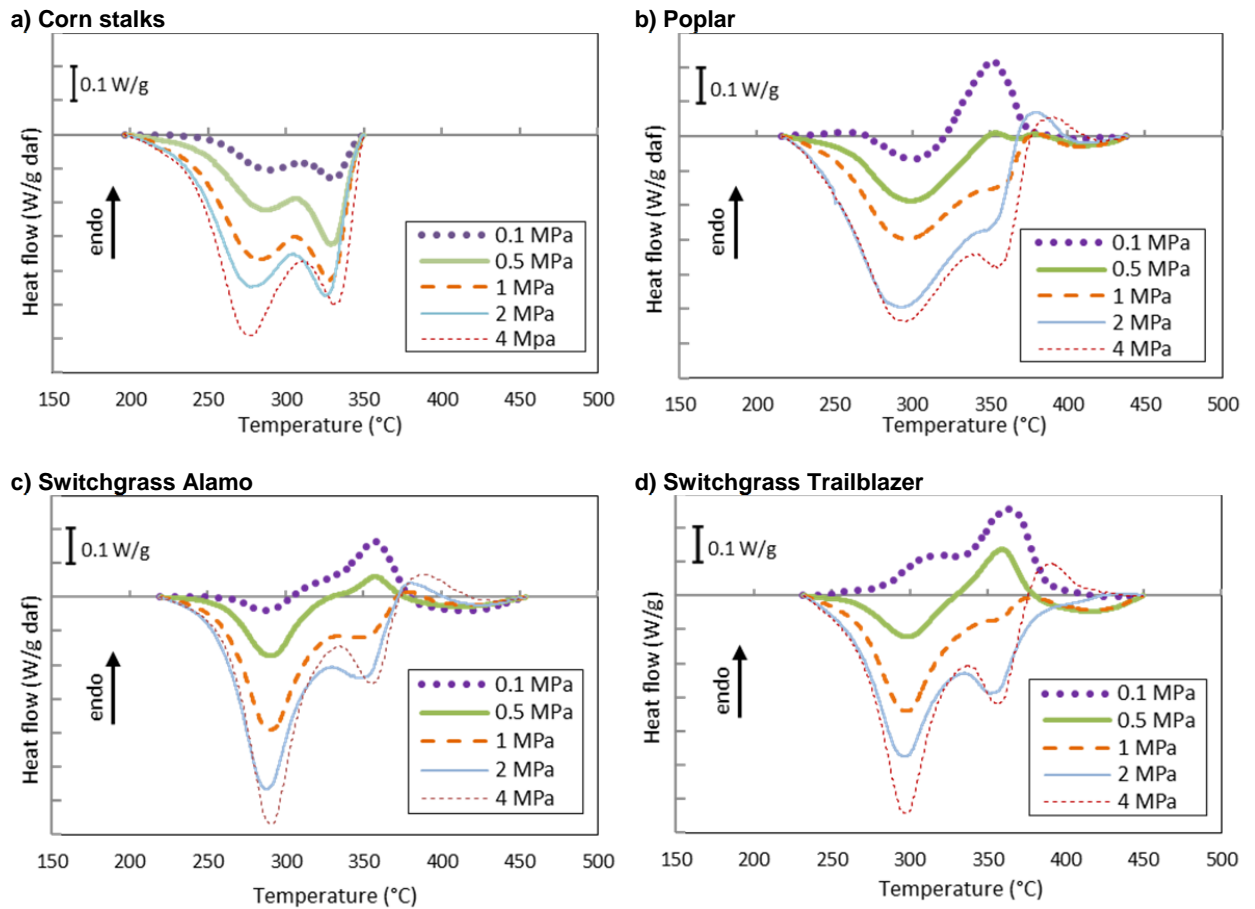 a) Corn stalks
0.1 W/g
Heat flow (W/g daf)
endo
0.1 MPa
0.5 MPa
1 MPa
2 MPa
4 Mpa
150 200 250 300 350 400 450 500
Temperature (°C)
b) Poplar
0.1 W/g
Heat flow (W/g daf)
endo
0.1 MPa
0.5 MPa
1 MPa
2 MPa
4 MPa
150 200 250 300 350 400 450 500
Temperature (°C)
c) Switchgrass Alamo
0.1 W/g
Heat flow (W/g daf)
endo
0.1 MPa
0.5 MPa
1 MPa
2 MPa
4 MPa
150 200 250 300 350 400 450 500
Temperature (°C)
d) Switchgrass Trailblazer
0.1 W/g
Heat flow (W/g)
endo
0.1 MPa
0.5 MPa
1 MPa
2 MPa
4 MPa
150 200 250 300 350 400 450 500
Temperature (°C)